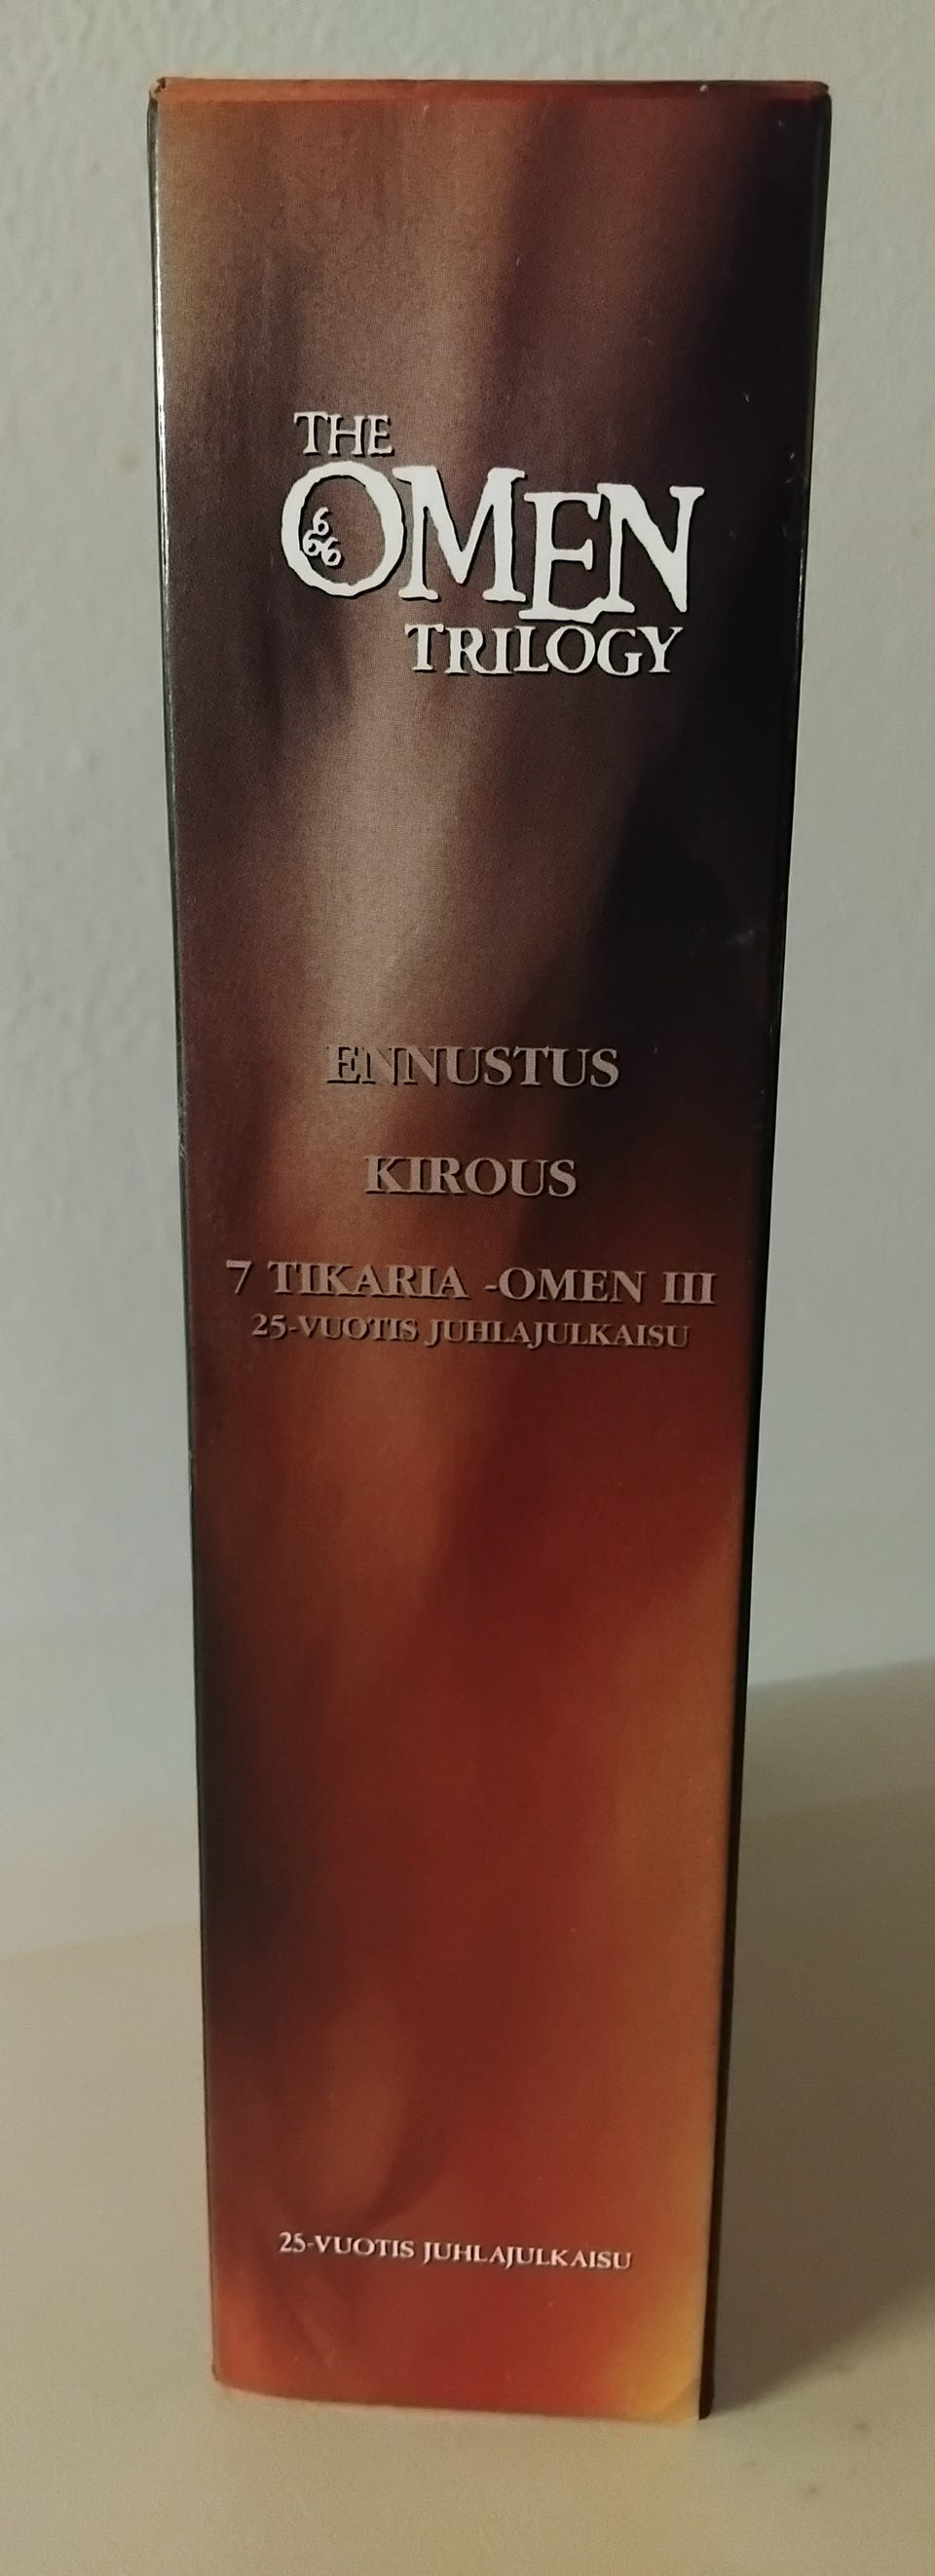 THE
OMEN
666
TRILOGY
ENNUSTUS
KIROUS
7 TIKARIA -OMEN III
25-VUOTIS JUHLAJULKAISU
25-VUOTIS JUHLAJULKAISU